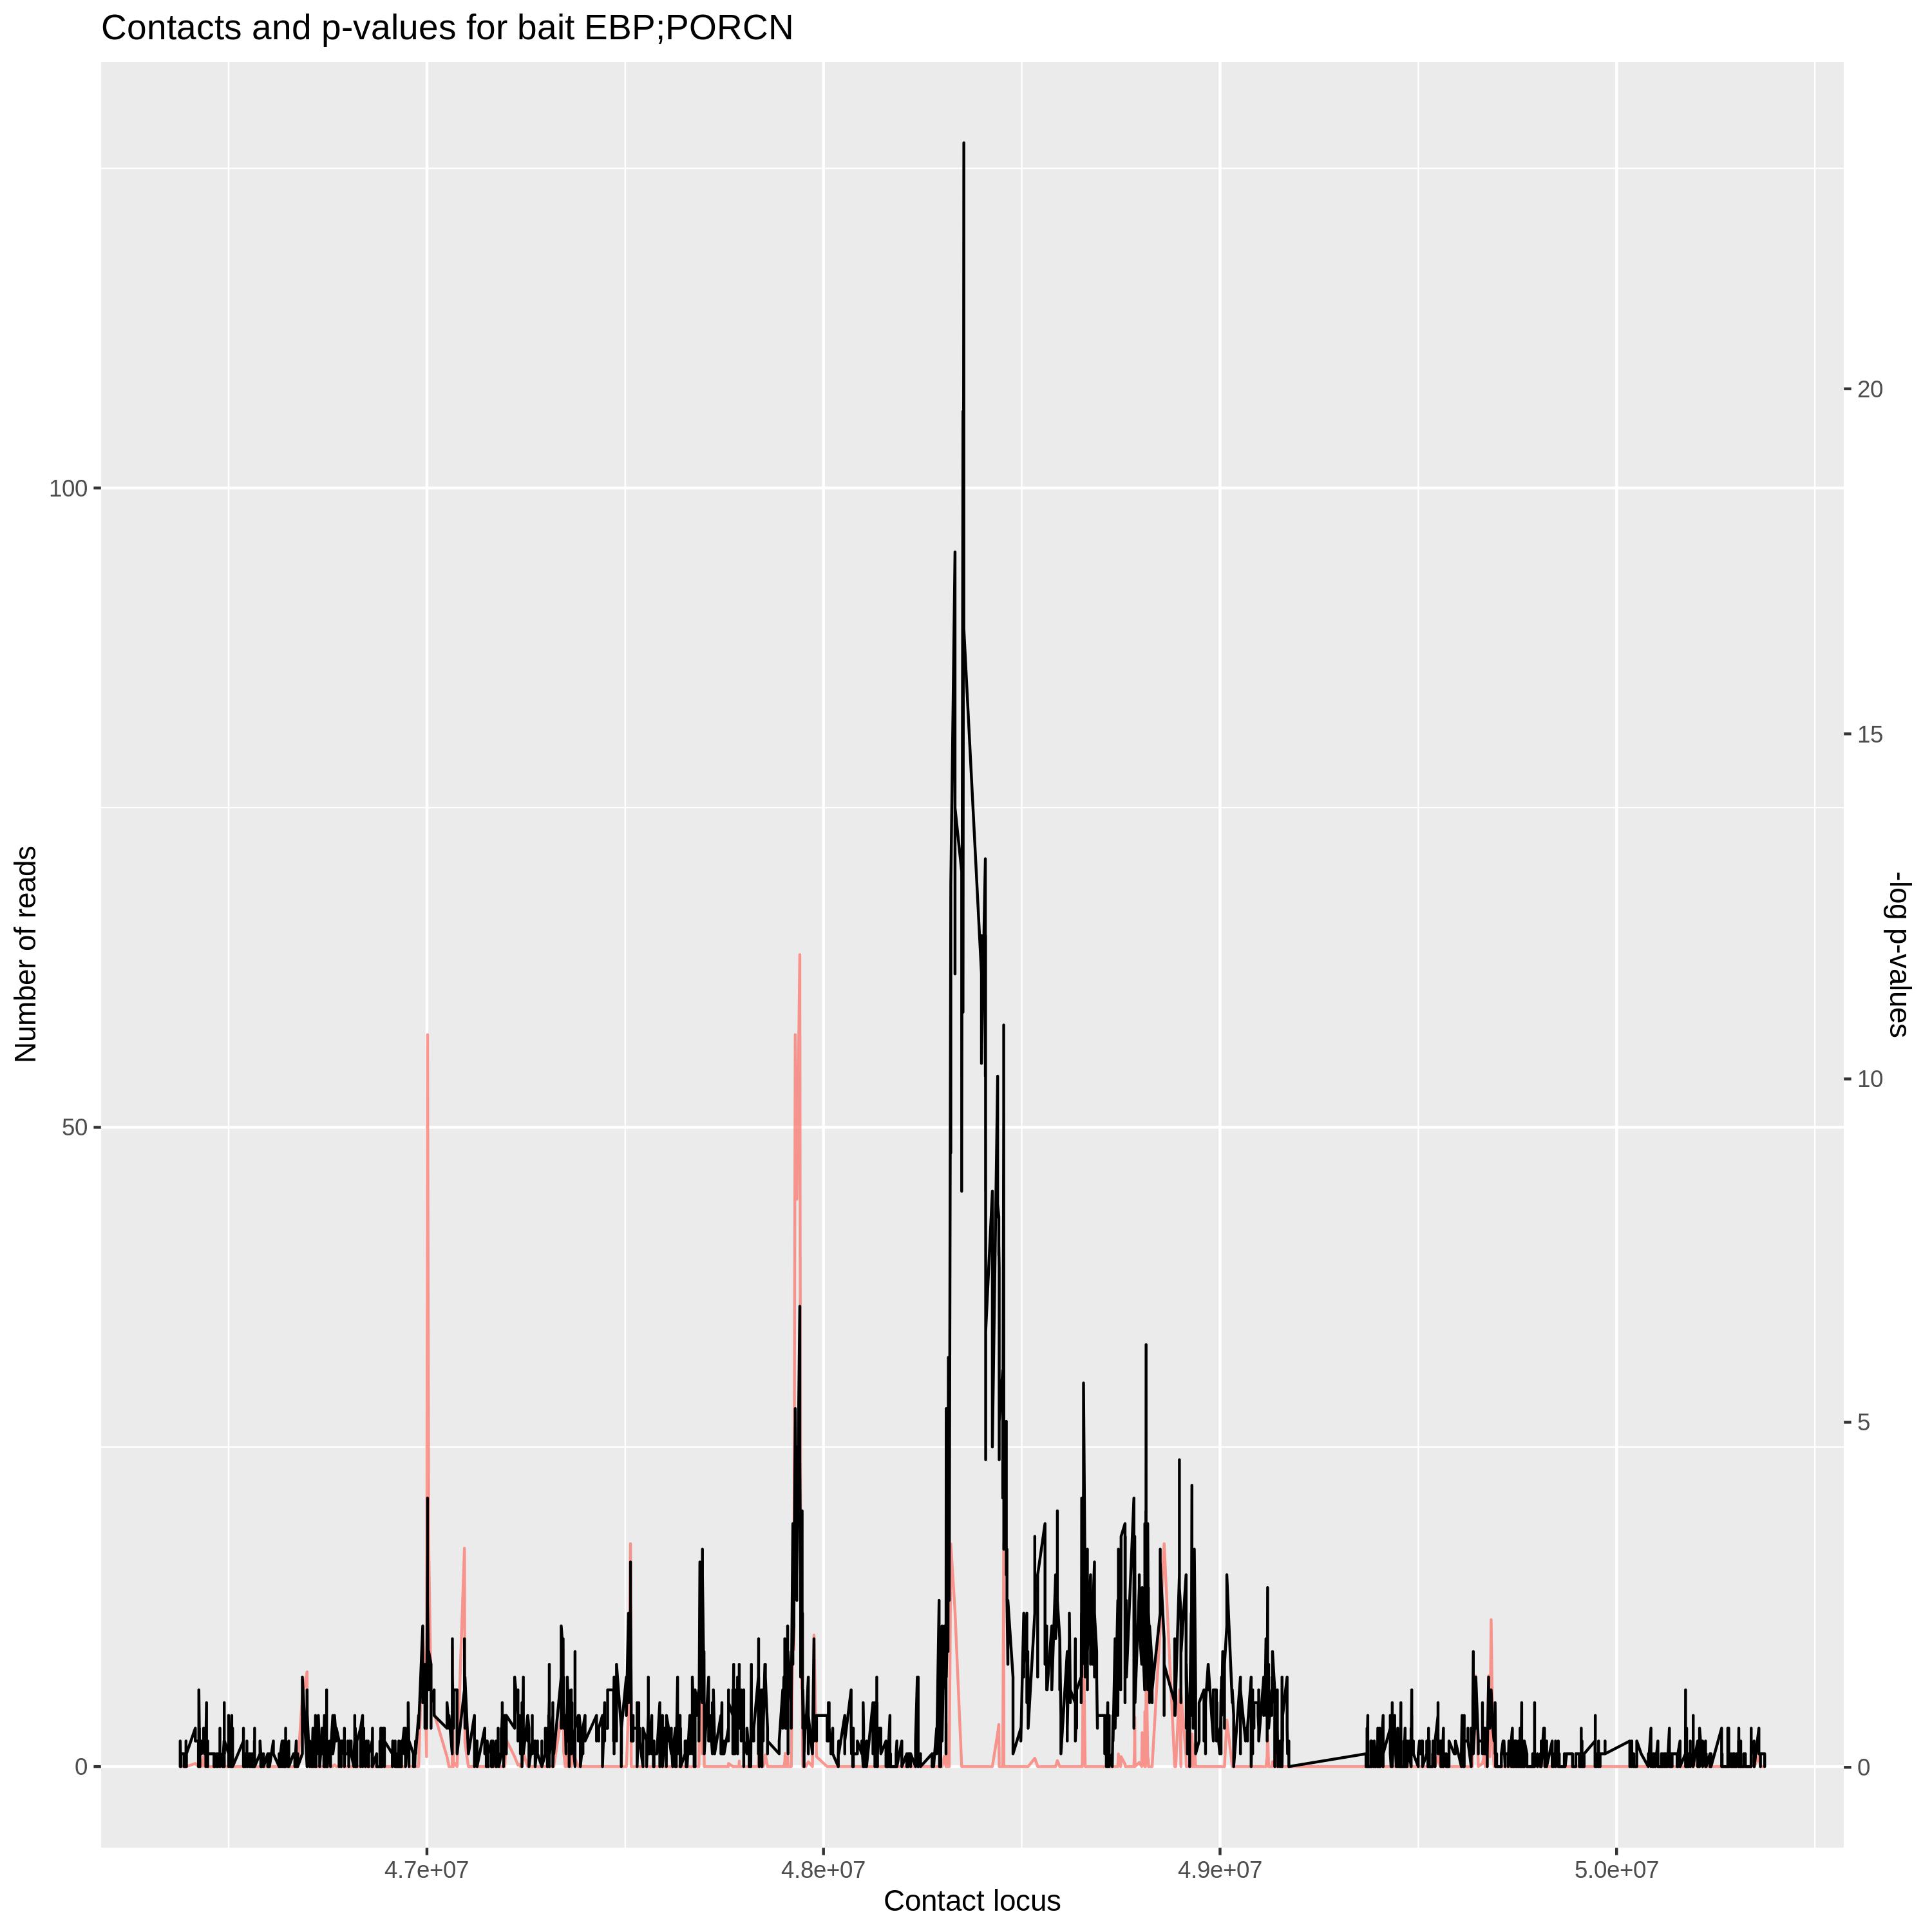 Contacts and p-values for bait EBP;PORCN
Number of reads
100
50
0
20
15
10
5
0
-log p-values
4.7e+07
4.8e+07
4.9e+07
5.0e+07
Contact locus